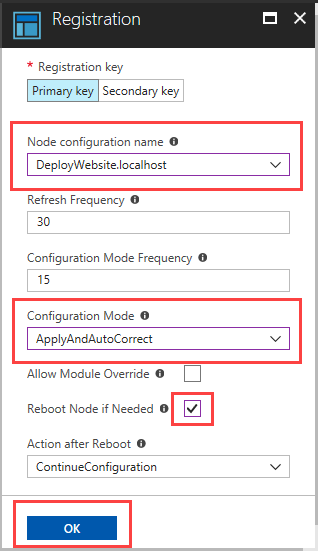 Registration
* Registration key
Primary key Secondary key
Node configuration name
DeployWebsite.localhost
Refresh Frequency
30
Configuration Mode Frequency
15
Configuration Mode
ApplyAndAutoCorrect
Allow Module Override
Reboot Node if Needed
Action after Reboot
ContinueConfiguration
OK